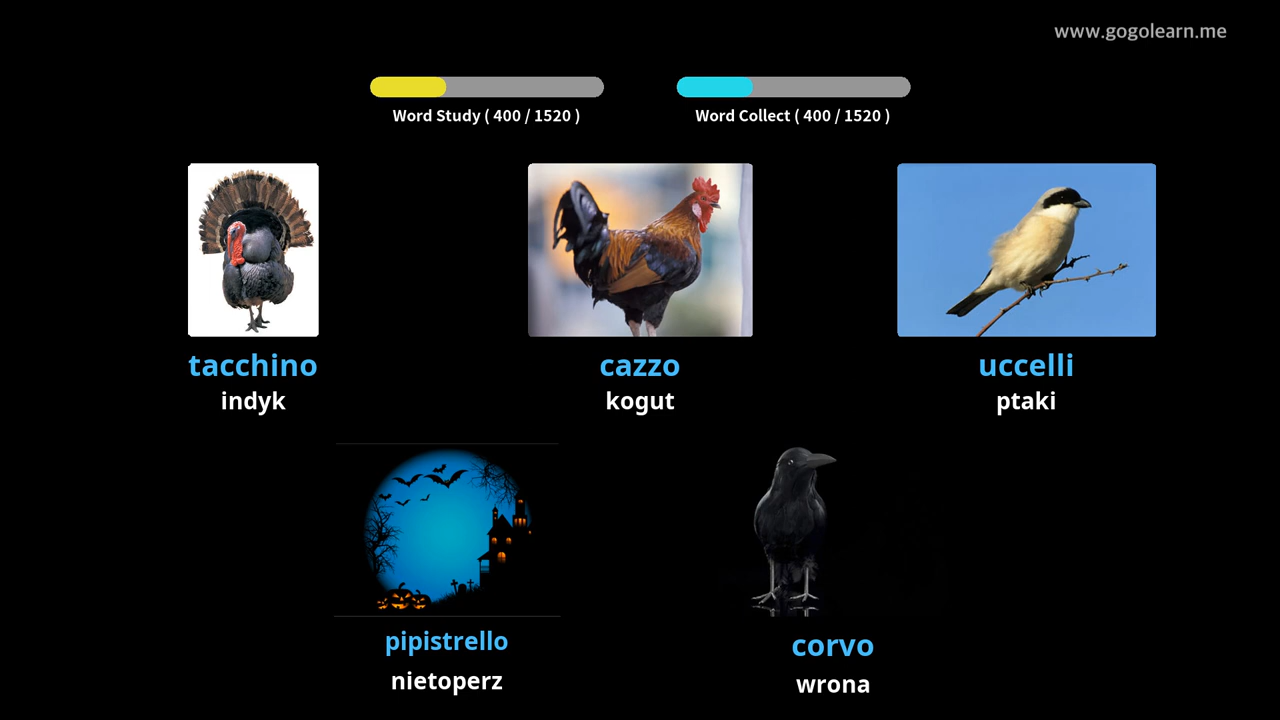 www.gogolearn.me
Word Study ( 400 / 1520 )
Word Collect ( 400 / 1520 )
tacchino
indyk
cazzo
kogut
uccelli
ptaki
pipistrello
nietoperz
corvo
wrona